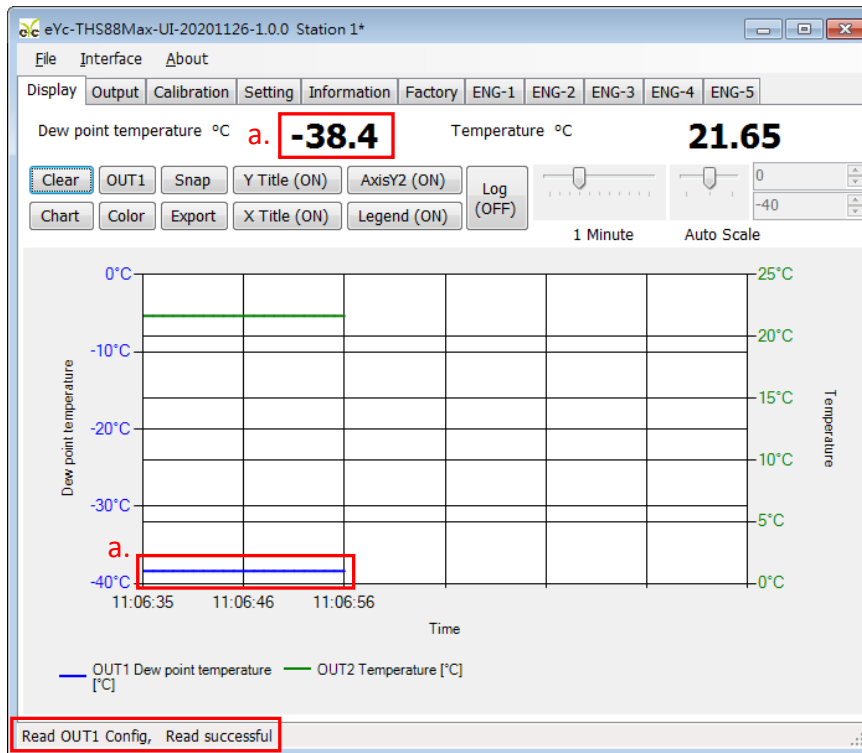 eYc eYc-THS88Max-UI-20201126-1.0.0 Station 1*
File Interface About
Display Output Calibration Setting Information Factory ENG-1 ENG-2 ENG-3 ENG-4 ENG-5
Dew point temperature °C a. -38.4 Temperature °C 21.65
Clear OUT1 Snap Y Title (ON) AxisY2 (ON) Log (OFF) 0
Chart Color Export X Title (ON) Legend (ON) -40
1 Minute Auto Scale
0°C 25°C
-10°C 20°C
-20°C 15°C
-30°C 10°C
-40°C 5°C
0°C
Dew point temperature
Temperature
a.
11:06:35 11:06:46 11:06:56
Time
OUT1 Dew point temperature [°C] OUT2 Temperature [°C]
Read OUT1 Config, Read successful